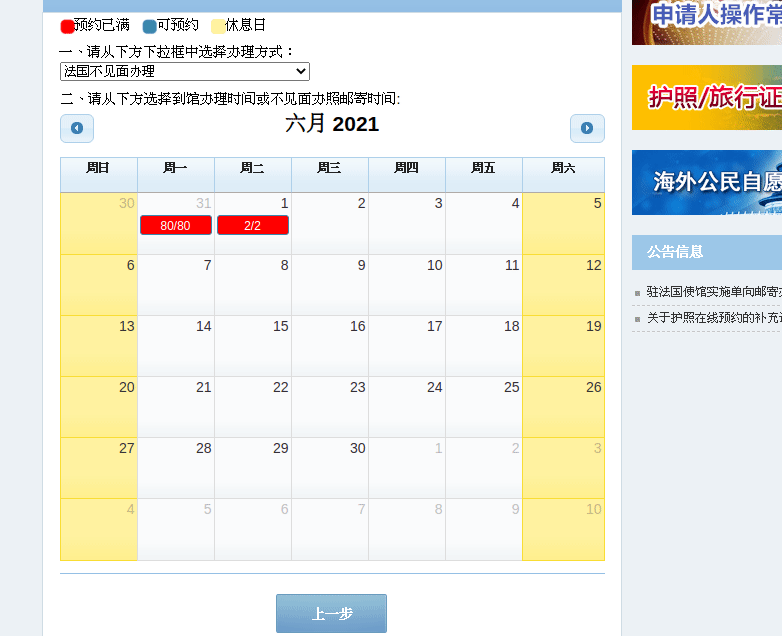 预约已满 可预约 休息日
一、请从下方下拉框中选择办理方式：
法国不见面办理
二、请从下方选择到馆办理时间或不见面办照邮寄时间:
六月 2021
周日 周一 周二 周三 周四 周五 周六
30 31 1 2 3 4 5
80/80 2/2
6 7 8 9 10 11 12
13 14 15 16 17 18 19
20 21 22 23 24 25 26
27 28 29 30 1 2 3
4 5 6 7 8 9 10
上一步
申请人操作常
护照/旅行证
海外公民自愿
公告信息
驻法国使馆实施单向邮寄
关于护照在线预约的补充